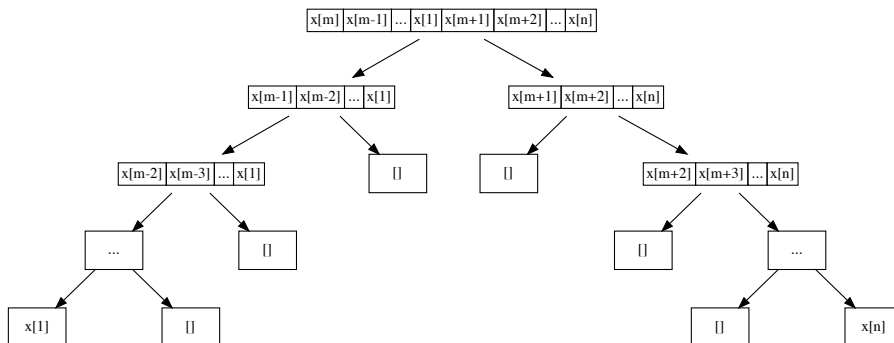 x[m] x[m-1] ... x[1] x[m+1] x[m+2] ... x[n]
x[m-1] x[m-2] ... x[1] x[m+1] x[m+2] ... x[n]
x[m-2] x[m-3] ... x[1] [] [] x[m+2] x[m+3] ... x[n]
... [] [] ...
x[1] [] [] x[n]